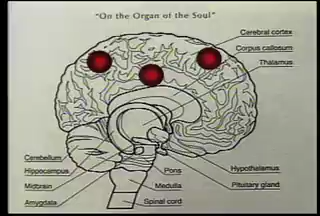 "On the Organ of the Soul"
Cerebral cortex
Corpus callosum
Thalamus
Cerebellum
Hippocampus
Midbrain
Amygdala
Pons
Medulla
Spinal cord
Hypothalamus
Pituitary gland